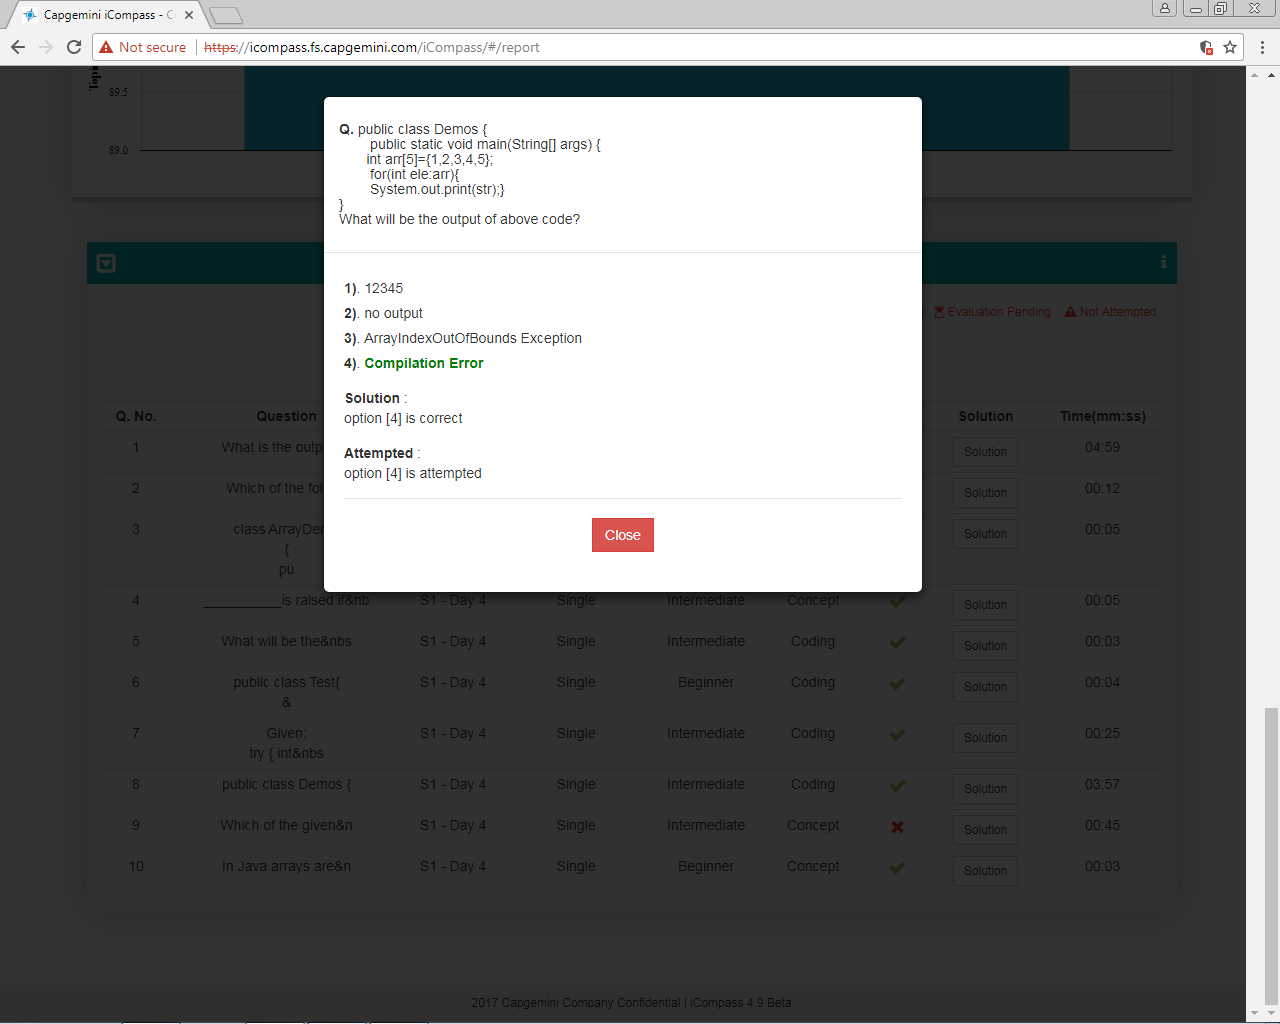 Capgemini iCompass - C
Not secure
https://icompass.fs.capgemini.com/iCompass/#/report
Topi
89.5
89.0
Q. public class Demos {
public static void main(String[] args) {
int arr[5]={1,2,3,4,5};
for(int ele:arr){
System.out.print(str);}
}
What will be the output of above code?
1). 12345
2). no output
3). ArrayIndexOutOfBounds Exception
4). Compilation Error
Solution :
option [4] is correct
Attempted :
option [4] is attempted
Close
Evaluation Pending Not Attempted
Q. No. Question Solution Time(mm:ss)
1 What is the outp Solution 04:59
2 Which of the fol Solution 00:12
3 class ArrayDe Solution 00:05
{
pu
4 ___________is raised if&nb S1 - Day 4 Single Intermediate Concept Solution 00:05
5 What will be the&nbs S1 - Day 4 Single Intermediate Coding Solution 00:03
6 public class Test{ S1 - Day 4 Single Beginner Coding Solution 00:04
&
7 Given: S1 - Day 4 Single Intermediate Coding Solution 00:25
try { int&nbs
8 public class Demos { S1 - Day 4 Single Intermediate Coding Solution 03:57
9 Which of the given&n S1 - Day 4 Single Intermediate Concept Solution 00:45
10 In Java arrays are&n S1 - Day 4 Single Beginner Concept Solution 00:03
2017 Capgemini Company Confidential | iCompass 4.9 Beta